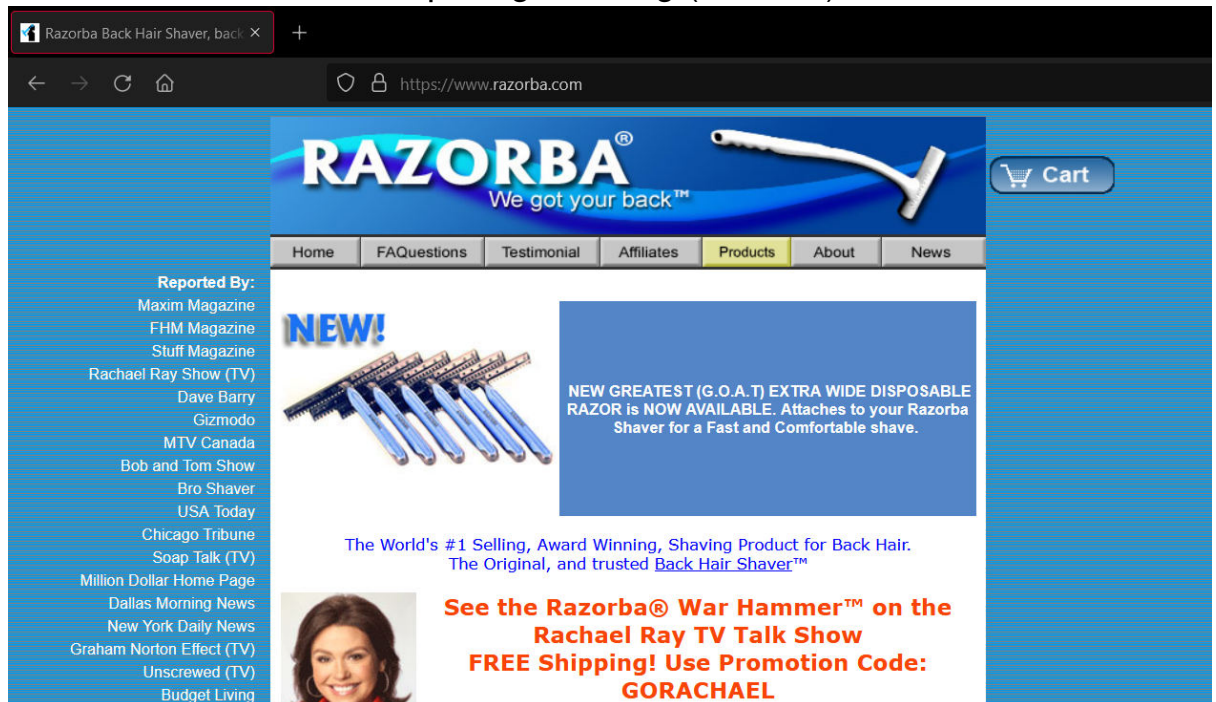 Razorba Back Hair Shaver, back
https://www.razorba.com
RAZORBA®
We got your back™
Cart
Home FAQuestions Testimonial Affiliates Products About News
Reported By:
Maxim Magazine
FHM Magazine
Stuff Magazine
Rachael Ray Show (TV)
Dave Barry
Gizmodo
MTV Canada
Bob and Tom Show
Bro Shaver
USA Today
Chicago Tribune
Soap Talk (TV)
Million Dollar Home Page
Dallas Morning News
New York Daily News
Graham Norton Effect (TV)
Unscrewed (TV)
Budget Living
NEW!
NEW GREATEST (G.O.A.T) EXTRA WIDE DISPOSABLE
RAZOR is NOW AVAILABLE. Attaches to your Razorba
Shaver for a Fast and Comfortable shave.
The World's #1 Selling, Award Winning, Shaving Product for Back Hair.
The Original, and trusted Back Hair Shaver™
See the Razorba® War Hammer™ on the
Rachael Ray TV Talk Show
FREE Shipping! Use Promotion Code:
GORACHAEL